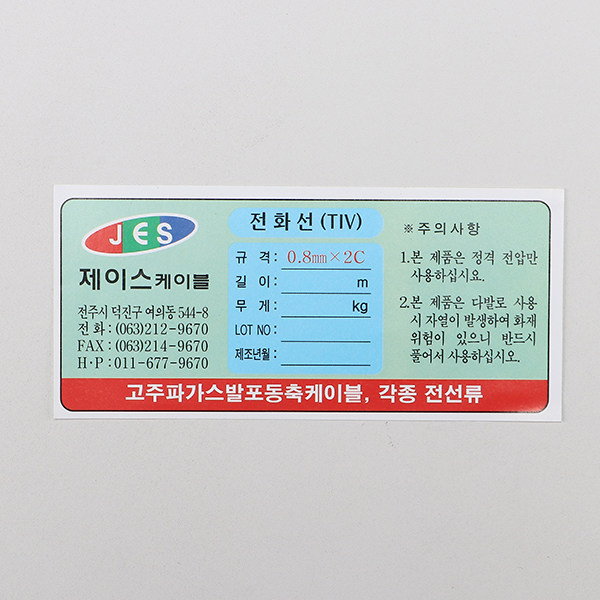 JES
제이스케이블
전주시 덕진구 여의동 544-8
전화 : (063)212-9670
FAX : (063)214-9670
H·P : 011-677-9670
전화선(TIV)
규격 : 0.8mm×2C
길이 : m
무게 : kg
LOT NO :
제조년월 :
※ 주의사항
1.본 제품은 정격 전압만
사용하십시요.
2.본 제품은 다발로 사용
시 자열이 발생하여 화재
위험이 있으니 반드시
풀어서 사용하십시오.
고주파가스발포동축케이블, 각종 전선류